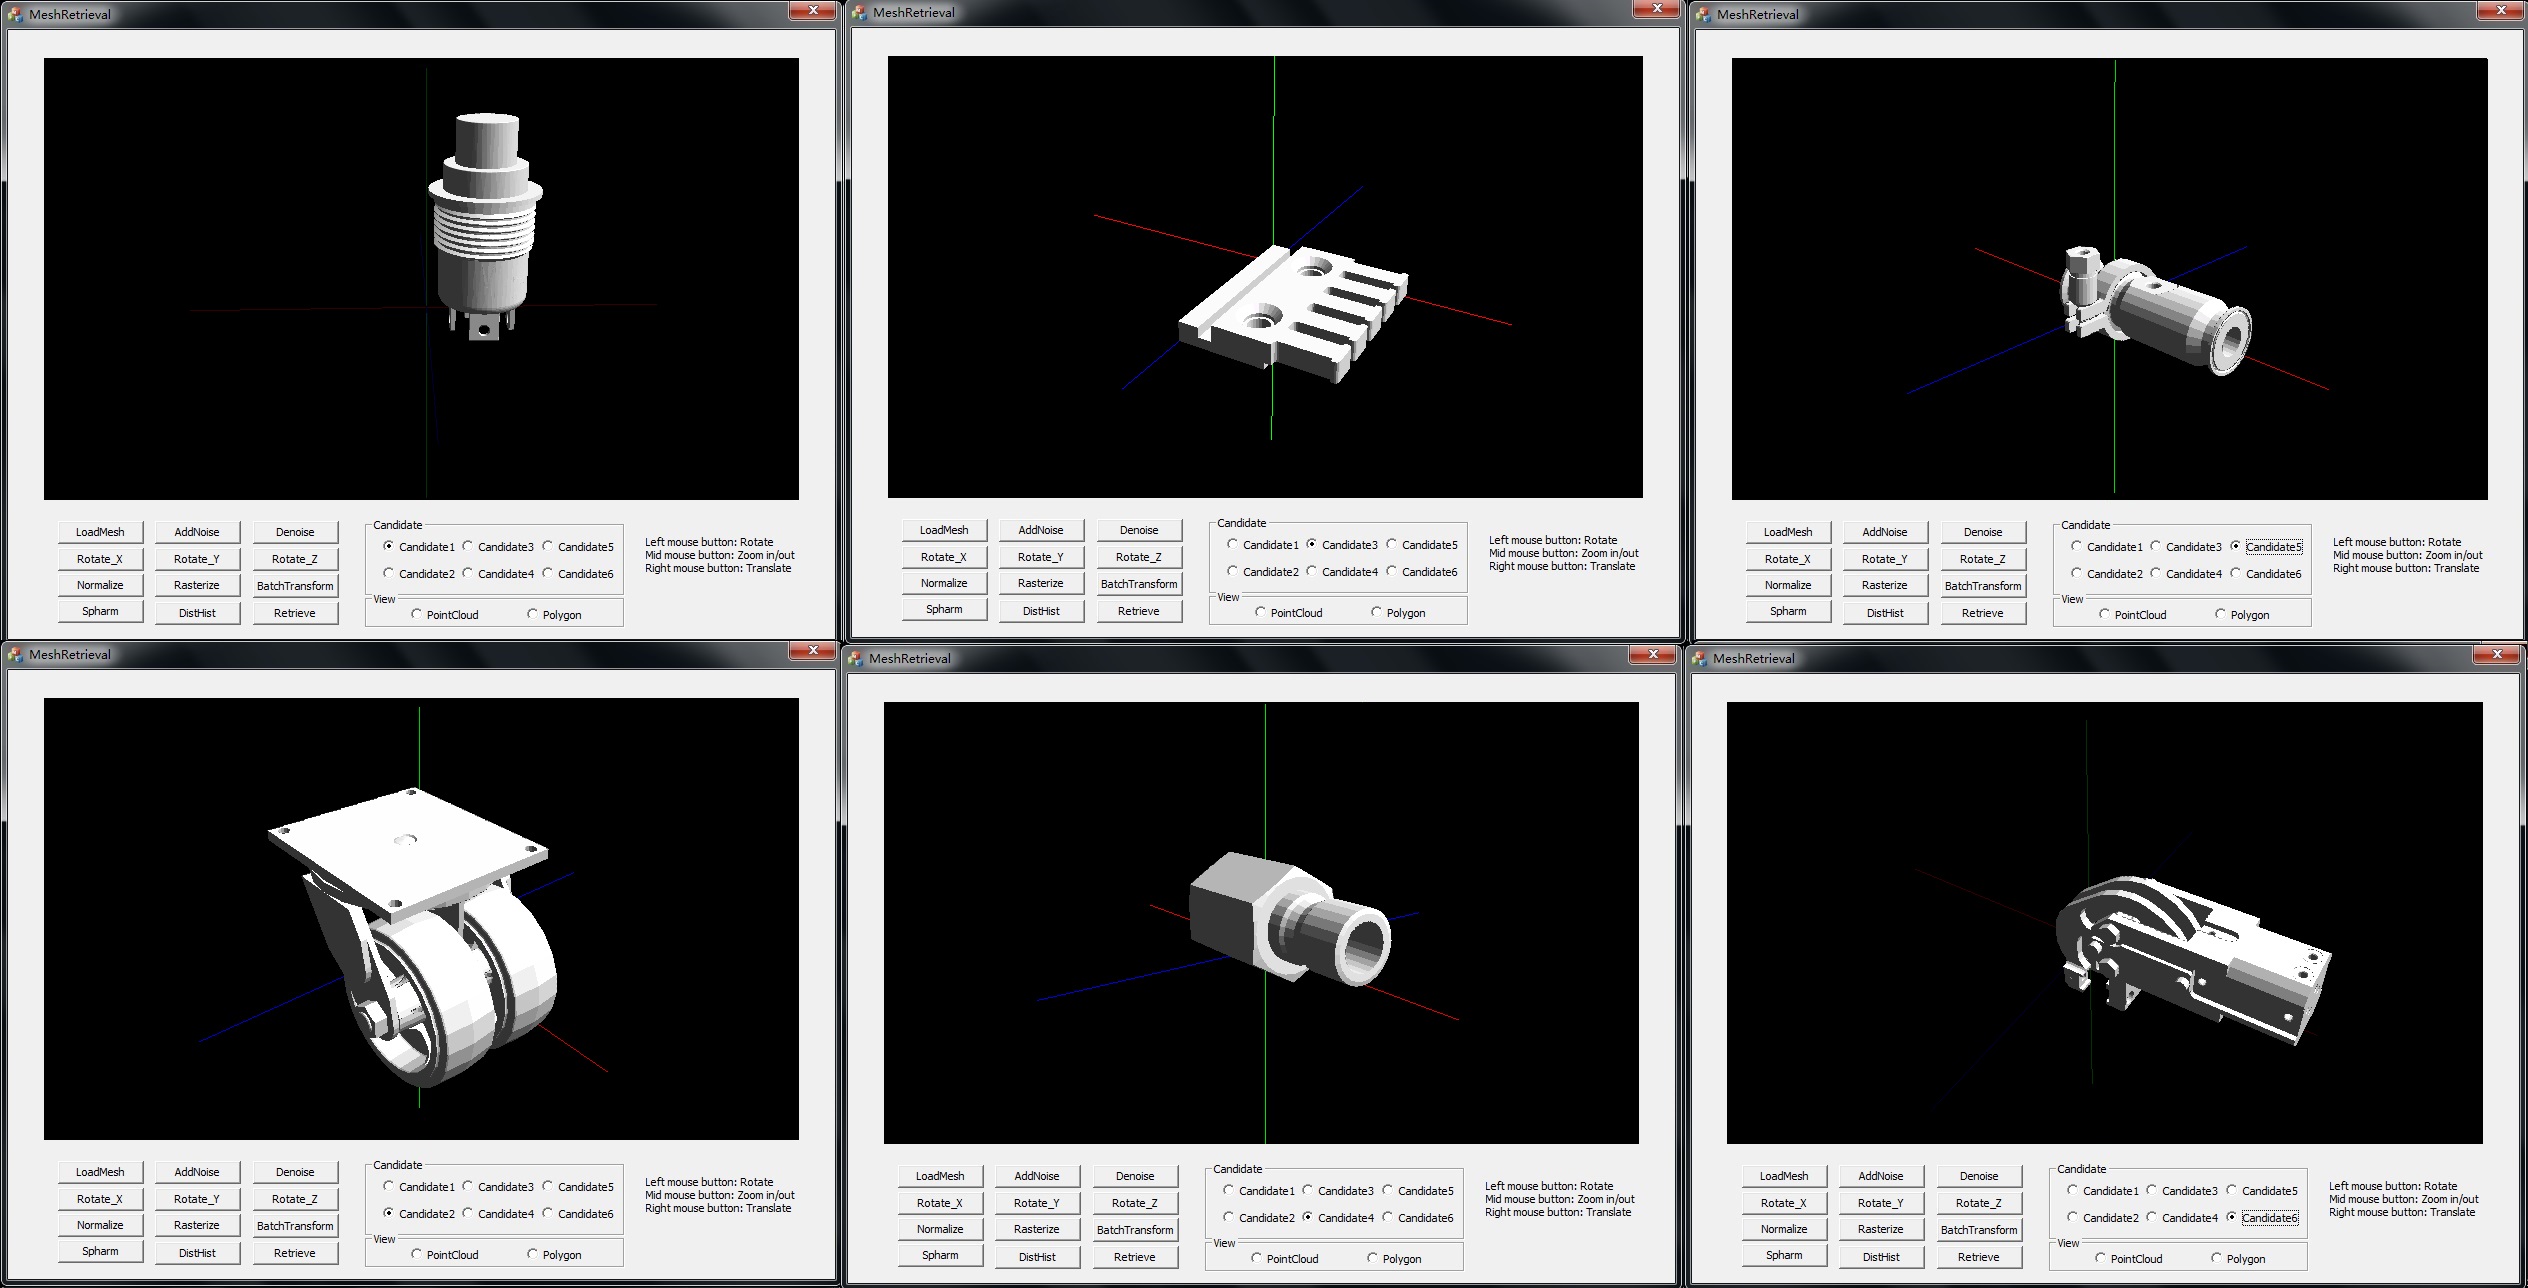 MeshRetrieval
LoadMesh AddNoise Denoise
Rotate_X Rotate_Y Rotate_Z
Normalize Rasterize BatchTransform
Spharm DistHist Retrieve
Candidate
Candidate1 Candidate3 Candidate5
Candidate2 Candidate4 Candidate6
View
PointCloud Polygon
Left mouse button: Rotate
Mid mouse button: Zoom in/out
Right mouse button: Translate
MeshRetrieval
LoadMesh AddNoise Denoise
Rotate_X Rotate_Y Rotate_Z
Normalize Rasterize BatchTransform
Spharm DistHist Retrieve
Candidate
Candidate1 Candidate3 Candidate5
Candidate2 Candidate4 Candidate6
View
PointCloud Polygon
Left mouse button: Rotate
Mid mouse button: Zoom in/out
Right mouse button: Translate
MeshRetrieval
LoadMesh AddNoise Denoise
Rotate_X Rotate_Y Rotate_Z
Normalize Rasterize BatchTransform
Spharm DistHist Retrieve
Candidate
Candidate1 Candidate3 Candidate5
Candidate2 Candidate4 Candidate6
View
PointCloud Polygon
Left mouse button: Rotate
Mid mouse button: Zoom in/out
Right mouse button: Translate
MeshRetrieval
LoadMesh AddNoise Denoise
Rotate_X Rotate_Y Rotate_Z
Normalize Rasterize BatchTransform
Spharm DistHist Retrieve
Candidate
Candidate1 Candidate3 Candidate5
Candidate2 Candidate4 Candidate6
View
PointCloud Polygon
Left mouse button: Rotate
Mid mouse button: Zoom in/out
Right mouse button: Translate
MeshRetrieval
LoadMesh AddNoise Denoise
Rotate_X Rotate_Y Rotate_Z
Normalize Rasterize BatchTransform
Spharm DistHist Retrieve
Candidate
Candidate1 Candidate3 Candidate5
Candidate2 Candidate4 Candidate6
View
PointCloud Polygon
Left mouse button: Rotate
Mid mouse button: Zoom in/out
Right mouse button: Translate
MeshRetrieval
LoadMesh AddNoise Denoise
Rotate_X Rotate_Y Rotate_Z
Normalize Rasterize BatchTransform
Spharm DistHist Retrieve
Candidate
Candidate1 Candidate3 Candidate5
Candidate2 Candidate4 Candidate6
View
PointCloud Polygon
Left mouse button: Rotate
Mid mouse button: Zoom in/out
Right mouse button: Translate